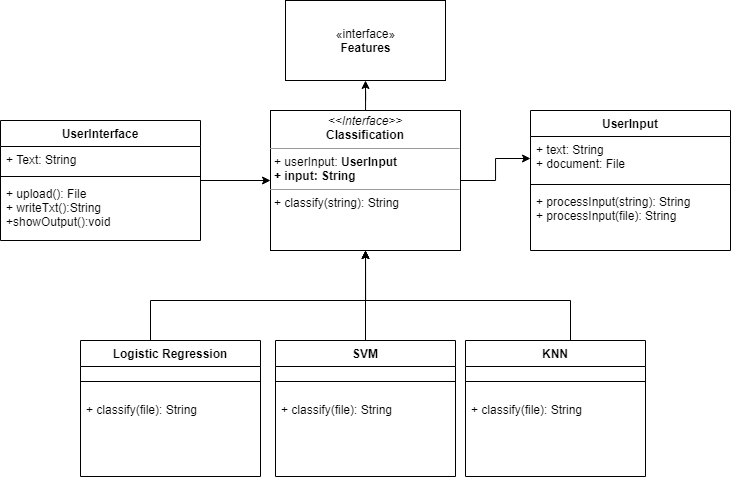 «interface»
Features
UserInterface
+ Text: String
+ upload(): File
+ writeTxt():String
+showOutput():void
<<Interface>>
Classification
+ userInput: UserInput
+ input: String
+ classify(string): String
UserInput
+ text: String
+ document: File
+ processInput(string): String
+ processInput(file): String
Logistic Regression
+ classify(file): String
SVM
+ classify(file): String
KNN
+ classify(file): String